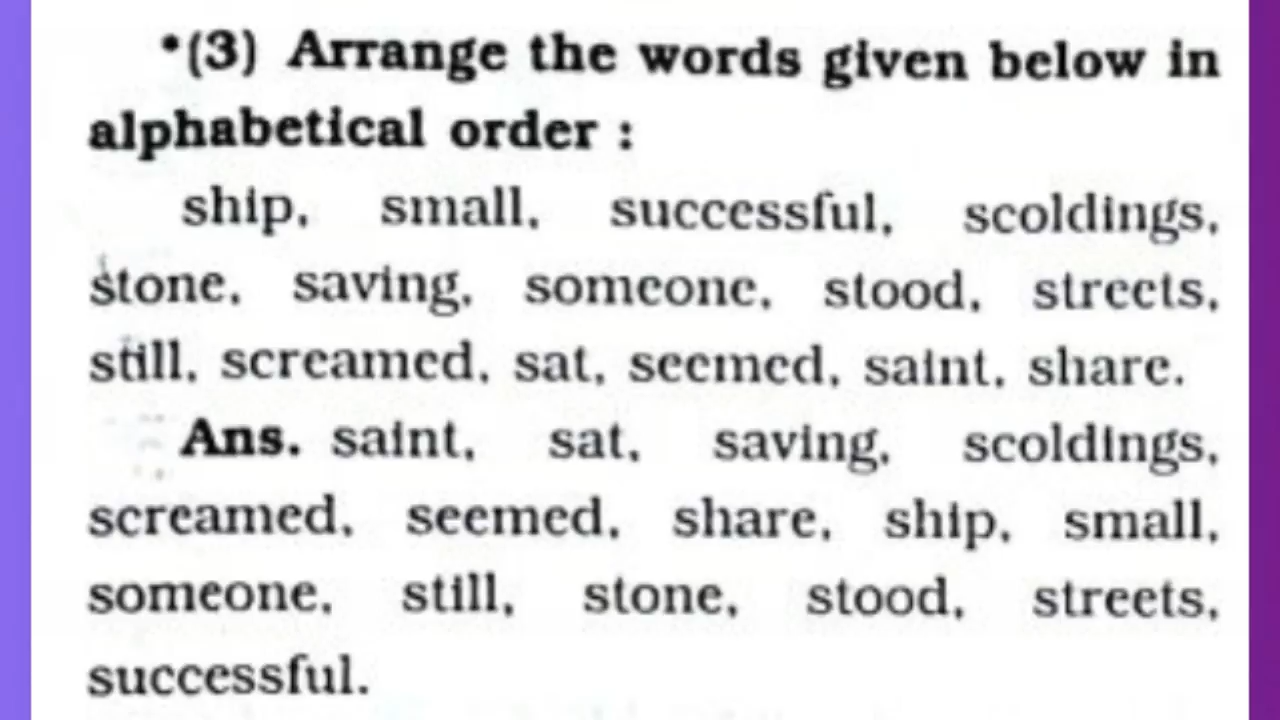 *(3) Arrange the words given below in
alphabetical order :
ship, small, successful, scoldings,
stone, saving, someone, stood, streets,
still, screamed, sat, seemed, saint, share.
Ans. saint, sat, saving, scoldings,
screamed, seemed, share, ship, small,
someone, still, stone, stood, streets,
successful.